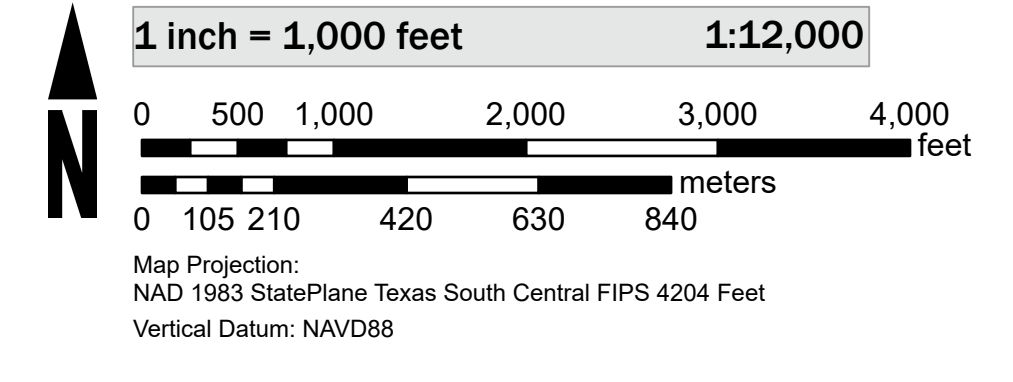 1 inch = 1,000 feet 1:12,000
0 500 1,000 2,000 3,000 4,000
feet
meters
0 105 210 420 630 840
N
Map Projection:
NAD 1983 StatePlane Texas South Central FIPS 4204 Feet
Vertical Datum: NAVD88